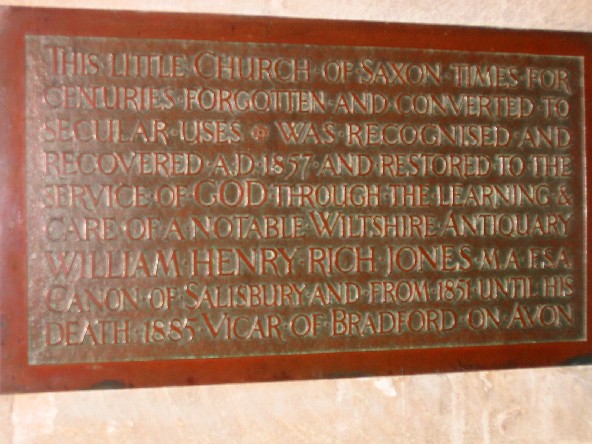 THIS · LITTLE CHURCH · OF · SAXON · TIMES · FOR
CENTURIES · FORGOTTEN · AND CONVERTED TO
SECULAR · USES · WAS · RECOGNISED AND
RECOVERED · A.D. 1857 · AND RESTORED TO THE
SERVICE · OF · GOD THROUGH · THE · LEARNING &
CARE · OF A NOTABLE · WILTSHIRE ANTIQUARY
WILLIAM HENRY · RICH JONES · M.A. F.S.A.
CANON · OF · SALISBURY AND · FROM · 1851 · UNTIL HIS
DEATH · 1885 · VICAR · OF BRADFORD · ON AVON